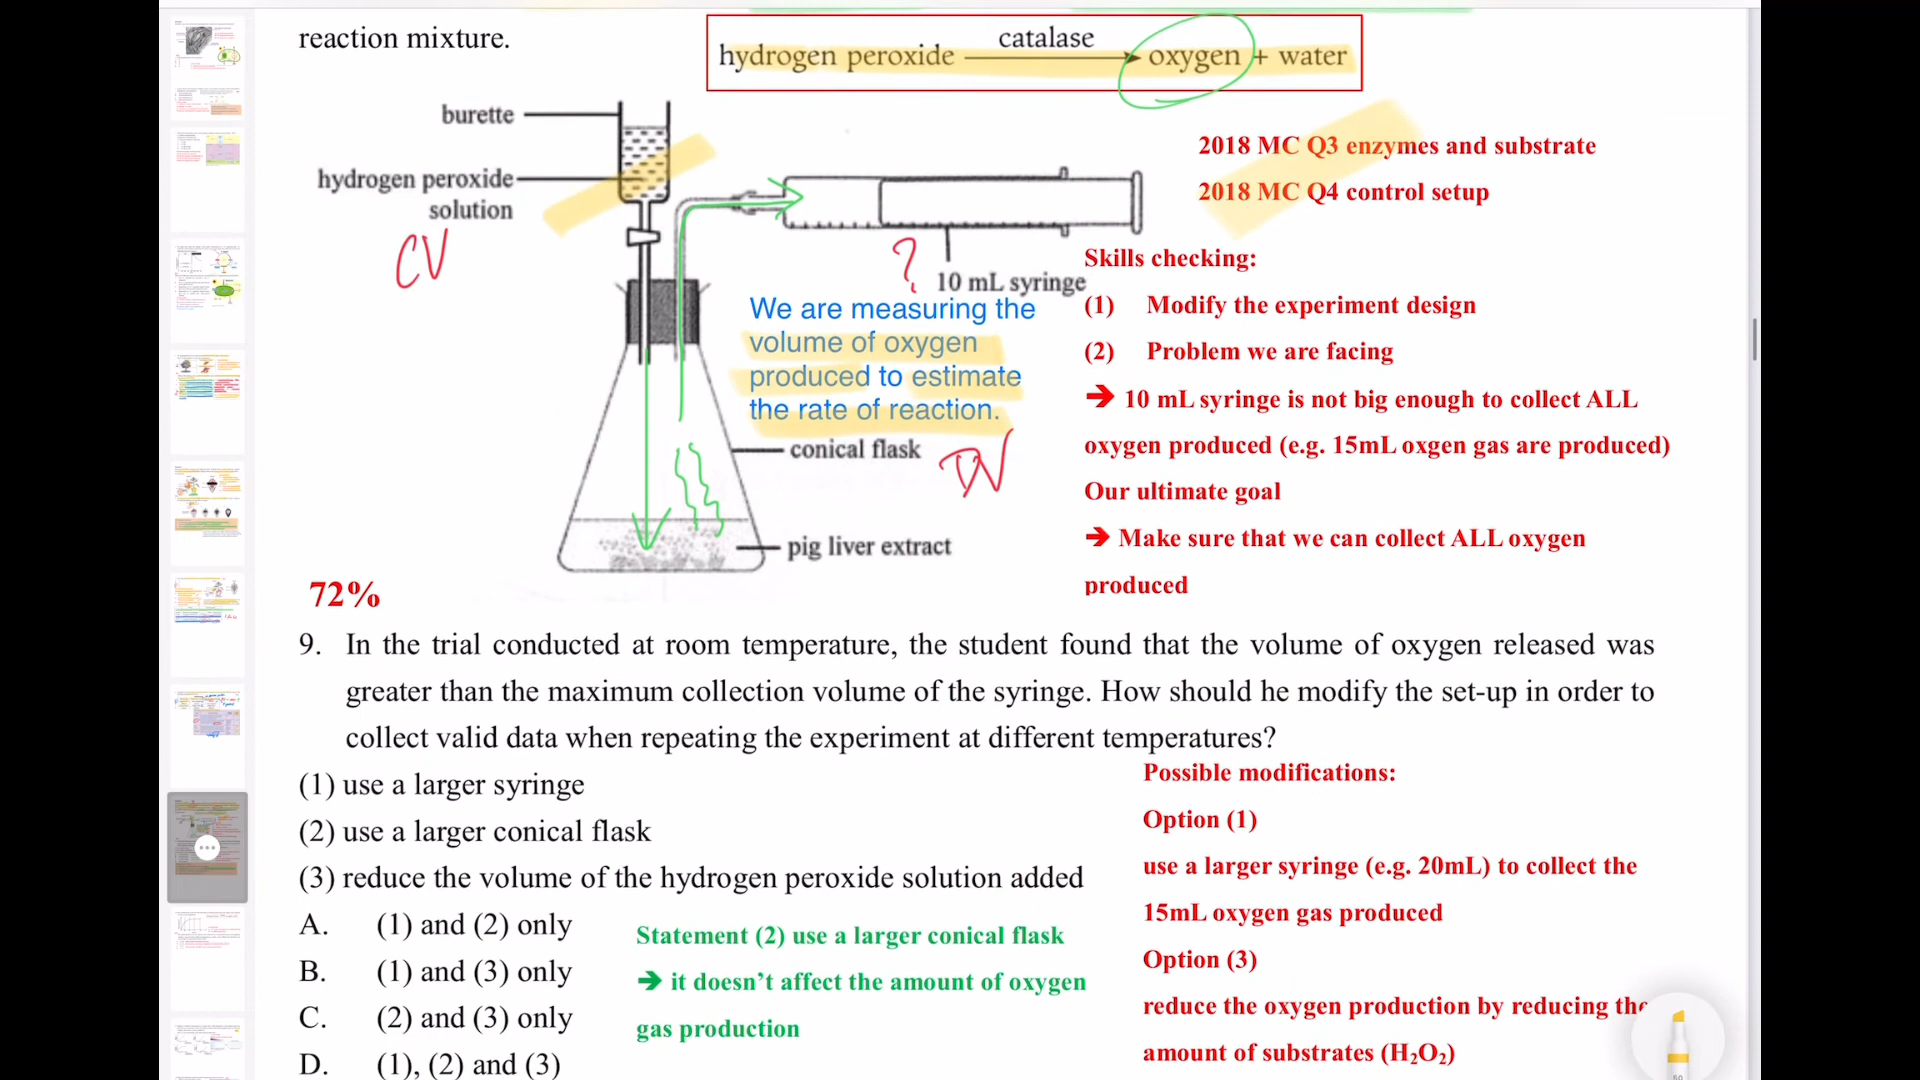 reaction mixture.
hydrogen peroxide catalase oxygen + water
burette
hydrogen peroxide
solution
CV
?
10 mL syringe
We are measuring the
volume of oxygen
produced to estimate
the rate of reaction.
conical flask
pig liver extract
2018 MC Q3 enzymes and substrate
2018 MC Q4 control setup
Skills checking:
(1) Modify the experiment design
(2) Problem we are facing
➔ 10 mL syringe is not big enough to collect ALL
oxygen produced (e.g. 15mL oxgen gas are produced)
Our ultimate goal
➔ Make sure that we can collect ALL oxygen
produced
72%
9. In the trial conducted at room temperature, the student found that the volume of oxygen released was
greater than the maximum collection volume of the syringe. How should he modify the set-up in order to
collect valid data when repeating the experiment at different temperatures?
(1) use a larger syringe
(2) use a larger conical flask
(3) reduce the volume of the hydrogen peroxide solution added
A. (1) and (2) only
B. (1) and (3) only
C. (2) and (3) only
D. (1), (2) and (3)
Statement (2) use a larger conical flask
➔ it doesn't affect the amount of oxygen
gas production
Possible modifications:
Option (1)
use a larger syringe (e.g. 20mL) to collect the
15mL oxygen gas produced
Option (3)
reduce the oxygen production by reducing the
amount of substrates (H₂O₂)